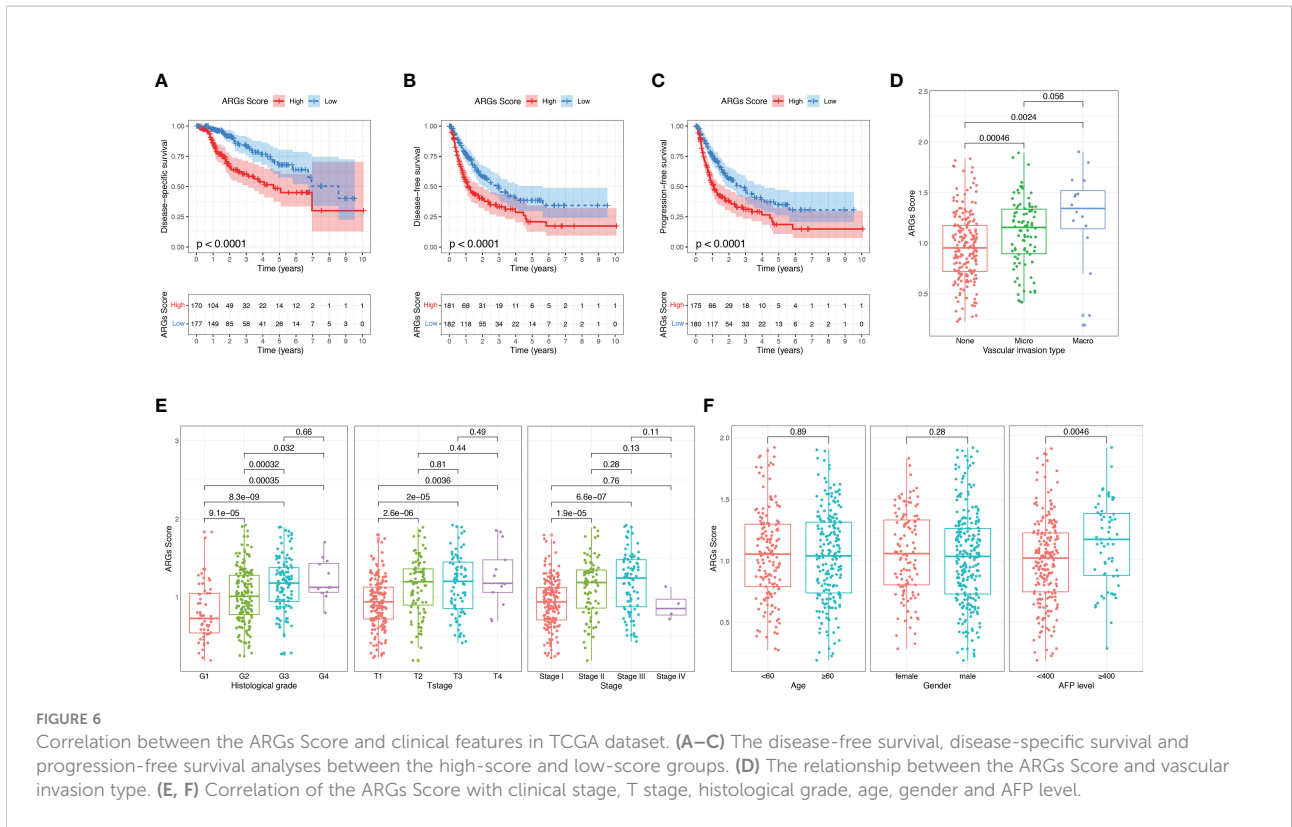 A
ARGs Score High Low
Disease-specific survival
1.00
0.75
0.50
0.25
0.00
p < 0.0001
0 1 2 3 4 5 6 7 8 9 10
Time (years)
ARGs Score
High 170 104 49 32 22 14 12 2 1 1 1
Low 177 149 85 58 41 26 14 7 5 3 0
0 1 2 3 4 5 6 7 8 9 10
Time (years)
B
ARGs Score High Low
Disease-free survival
1.00
0.75
0.50
0.25
0.00
p < 0.0001
0 1 2 3 4 5 6 7 8 9 10
Time (years)
ARGs Score
High 181 68 31 19 11 6 5 2 1 1 1
Low 182 118 55 34 22 14 7 2 2 1 0
0 1 2 3 4 5 6 7 8 9 10
Time (years)
C
ARGs Score High Low
Progression-free survival
1.00
0.75
0.50
0.25
0.00
p < 0.0001
0 1 2 3 4 5 6 7 8 9 10
Time (years)
ARGs Score
High 175 66 29 18 10 5 4 1 1 1 1
Low 180 117 54 33 22 13 6 2 2 1 0
0 1 2 3 4 5 6 7 8 9 10
Time (years)
D
ARGs Score
2.5
2.0
1.5
1.0
0.5
0.056
0.0024
0.00046
None Micro Macro
Vascular invasion type
E
ARGs Score
3
2
1
0.66
0.032
0.00032
0.00035
8.3e-09
9.1e-05
G1 G2 G3 G4
Histological grade
0.49
0.44
0.81
0.0036
2e-05
2.6e-06
T1 T2 T3 T4
Tstage
0.11
0.13
0.28
0.76
6.6e-07
1.9e-05
Stage I Stage II Stage III Stage IV
Stage
F
ARGs Score
2.0
1.5
1.0
0.5
0.89
<60 ≥60
Age
0.28
female male
Gender
0.0046
<400 ≥400
AFP level
FIGURE 6
Correlation between the ARGs Score and clinical features in TCGA dataset. (A–C) The disease-free survival, disease-specific survival and
progression-free survival analyses between the high-score and low-score groups. (D) The relationship between the ARGs Score and vascular
invasion type. (E, F) Correlation of the ARGs Score with clinical stage, T stage, histological grade, age, gender and AFP level.